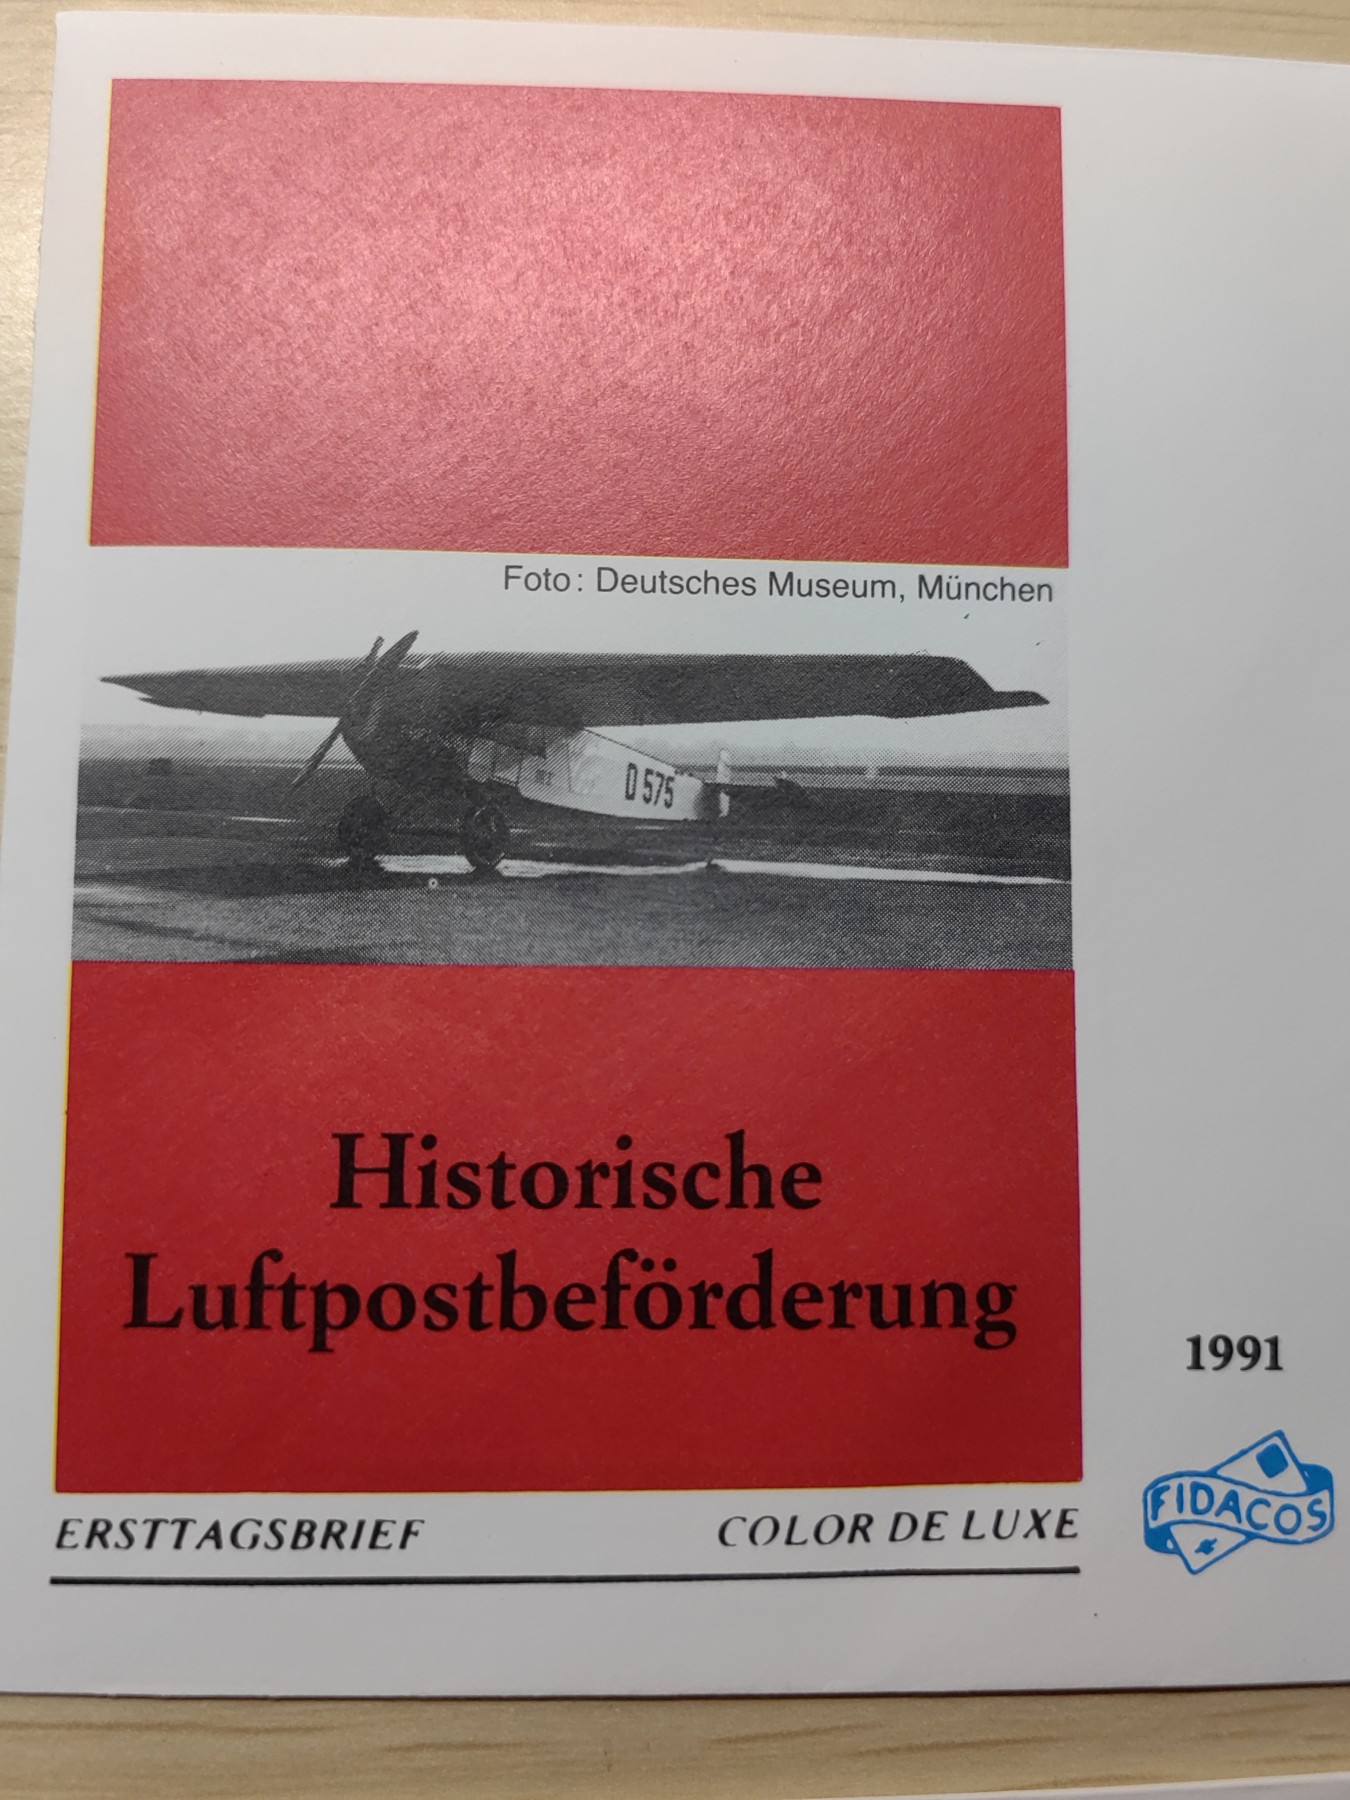 Foto: Deutsches Museum, München
D 575
Historische
Luftpostbeförderung
1991
FIDACOS
ERSTTAGSBRIEF COLOR DE LUXE